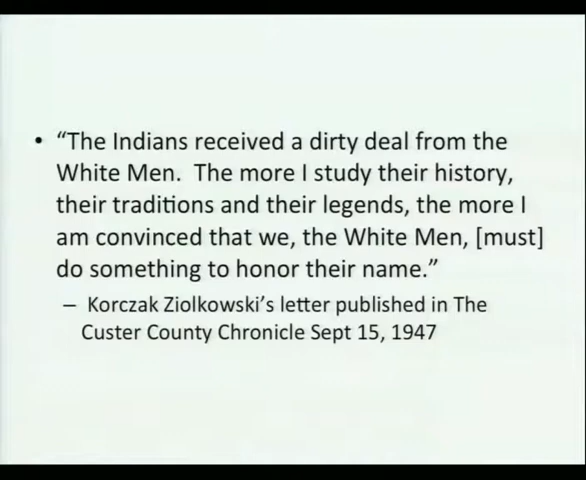 • “The Indians received a dirty deal from the
White Men.  The more I study their history,
their traditions and their legends, the more I
am convinced that we, the White Men, [must]
do something to honor their name.”
– Korczak Ziolkowski’s letter published in The
Custer County Chronicle Sept 15, 1947